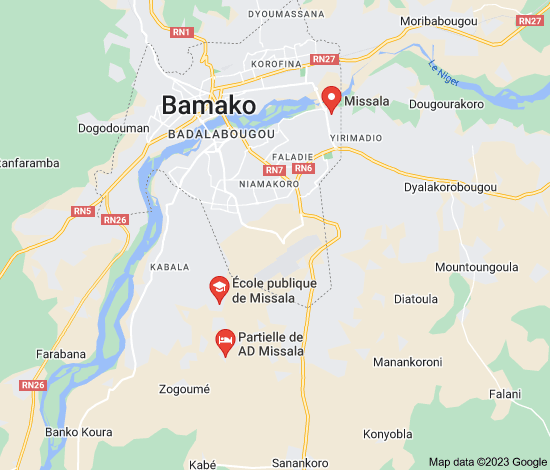 DYOUMASSANA
Moribabougou
RN1
RN27
KOROFINA
RN27
Le Niger
Bamako
Missala
Dougourakoro
Dogodouman
BADALABOUGOU
YIRIMADIO
FALADIE
kanfaramba
RN7
RN6
NIAMAKORO
Dyalakorobougou
RN5
RN26
KABALA
Mountoungoula
École publique
de Missala
Diatoula
Partielle de
AD Missala
Farabana
Manankoroni
RN26
Zogoumé
Falani
Banko Koura
Konyobla
Kabé
Sanankoro
Map data ©2023 Google